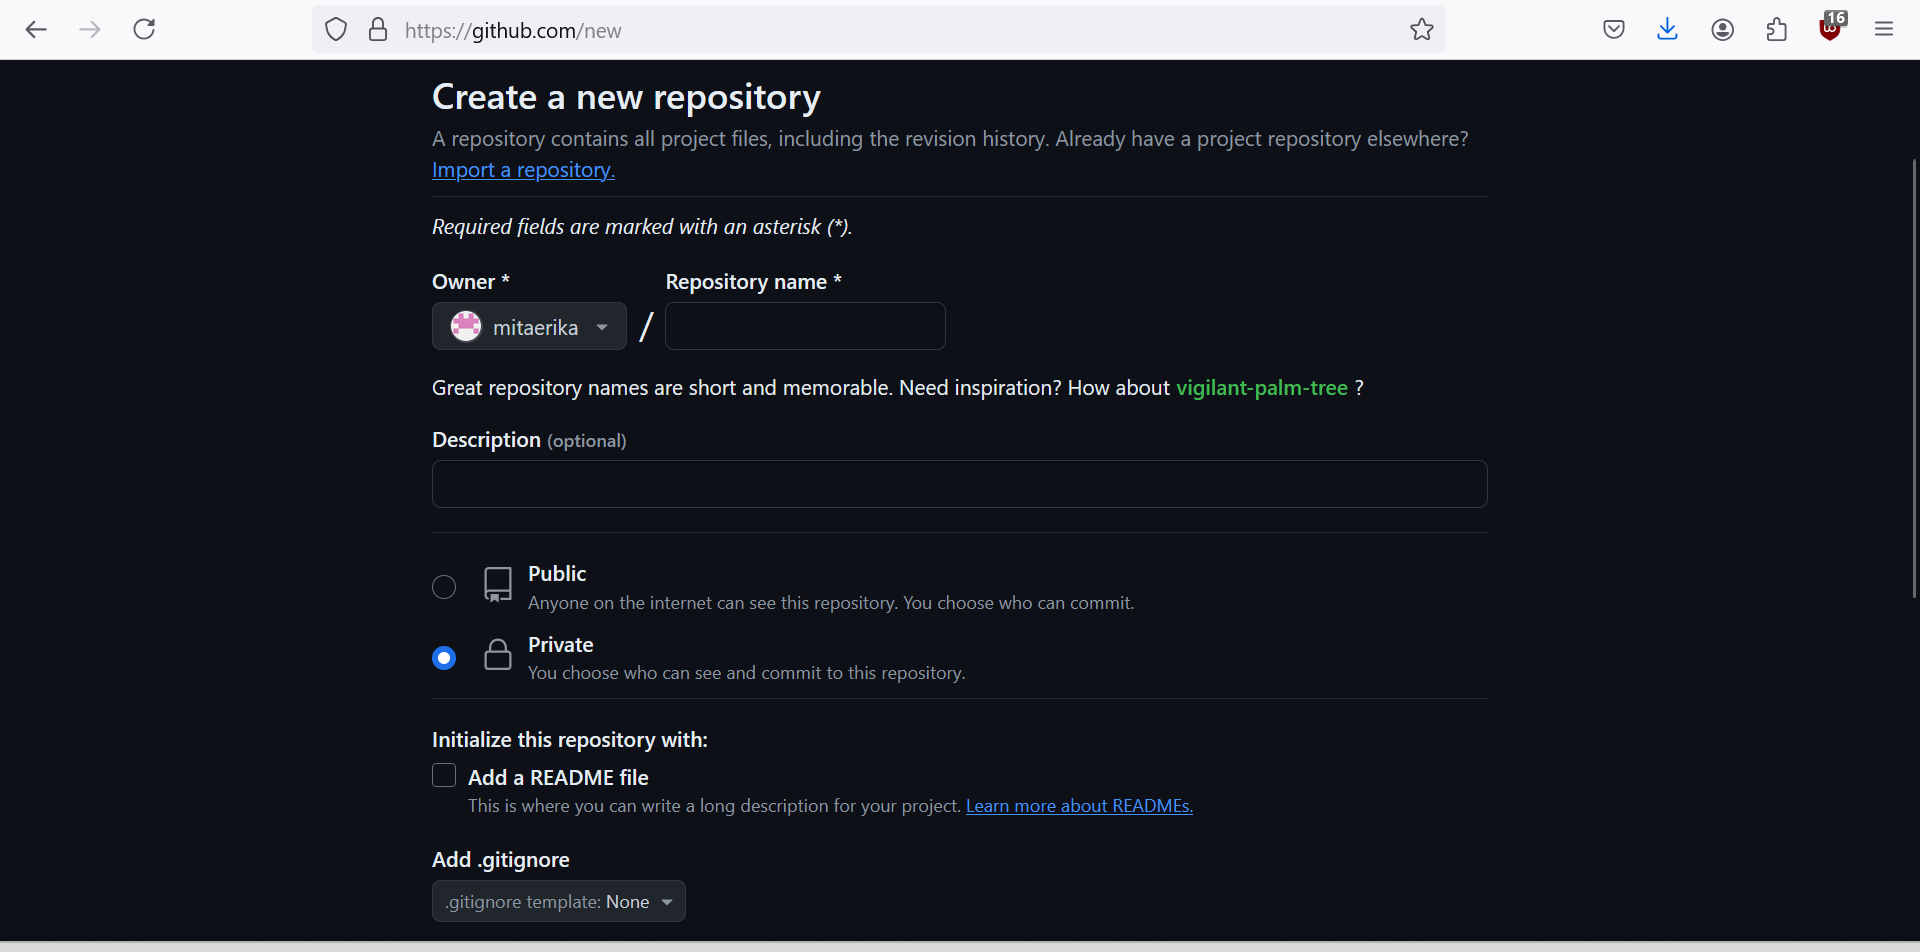 https://github.com/new
16
Create a new repository
A repository contains all project files, including the revision history. Already have a project repository elsewhere?
Import a repository.
Required fields are marked with an asterisk (*).
Owner * Repository name *
mitaerika /
Great repository names are short and memorable. Need inspiration? How about vigilant-palm-tree ?
Description (optional)
Public
Anyone on the internet can see this repository. You choose who can commit.
Private
You choose who can see and commit to this repository.
Initialize this repository with:
Add a README file
This is where you can write a long description for your project. Learn more about READMEs.
Add .gitignore
.gitignore template: None